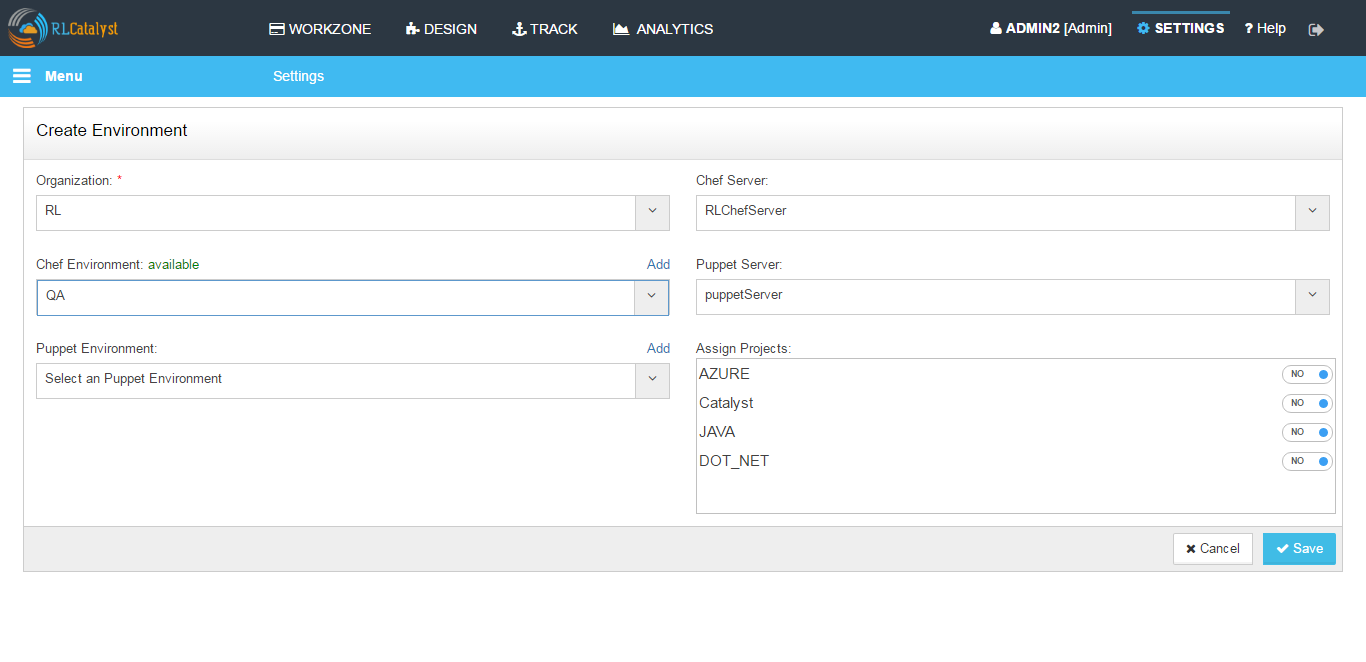 RLCatalyst WORKZONE DESIGN TRACK ANALYTICS ADMIN2 [Admin] SETTINGS ? Help
Menu Settings
Create Environment
Organization: * Chef Server:
RL RLChefServer
Chef Environment: available Add Puppet Server:
QA puppetServer
Puppet Environment: Add Assign Projects:
Select an Puppet Environment
AZURE NO
Catalyst NO
JAVA NO
DOT_NET NO
Cancel Save